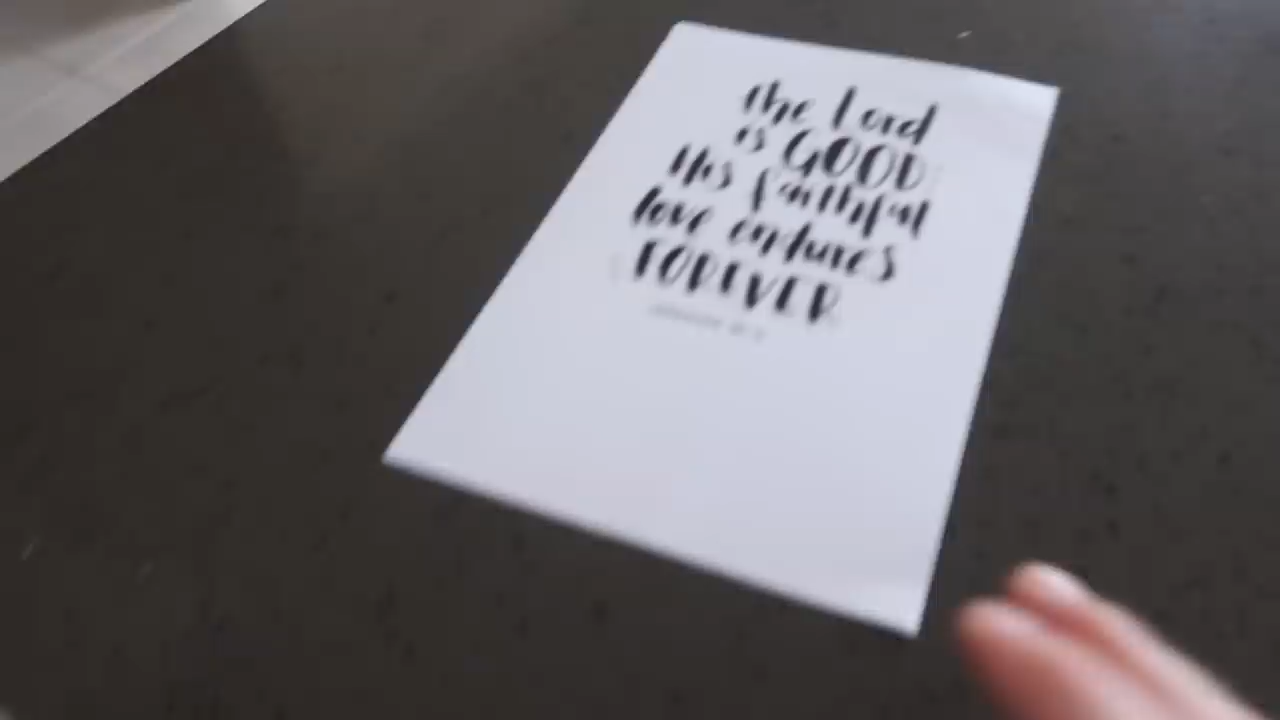 the Lord
is GOOD
His faithful
love endures
FOREVER